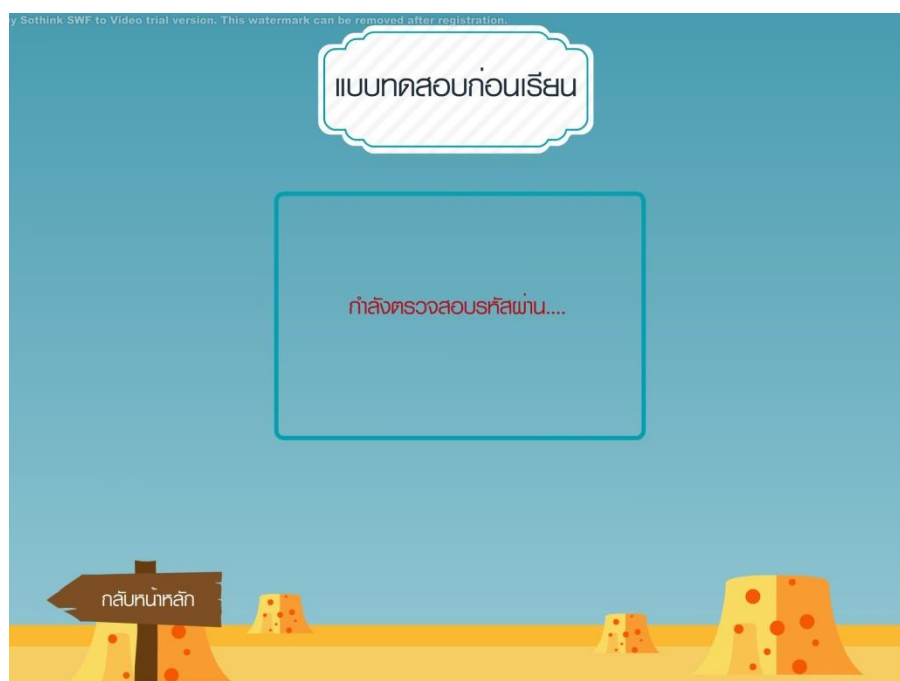 y Sothink SWF to Video trial version. This watermark can be removed after registration.
แบบทดสอบก่อนเรียน
กำลังตรวจสอบรหัสผ่าน....
กลับหน้าหลัก